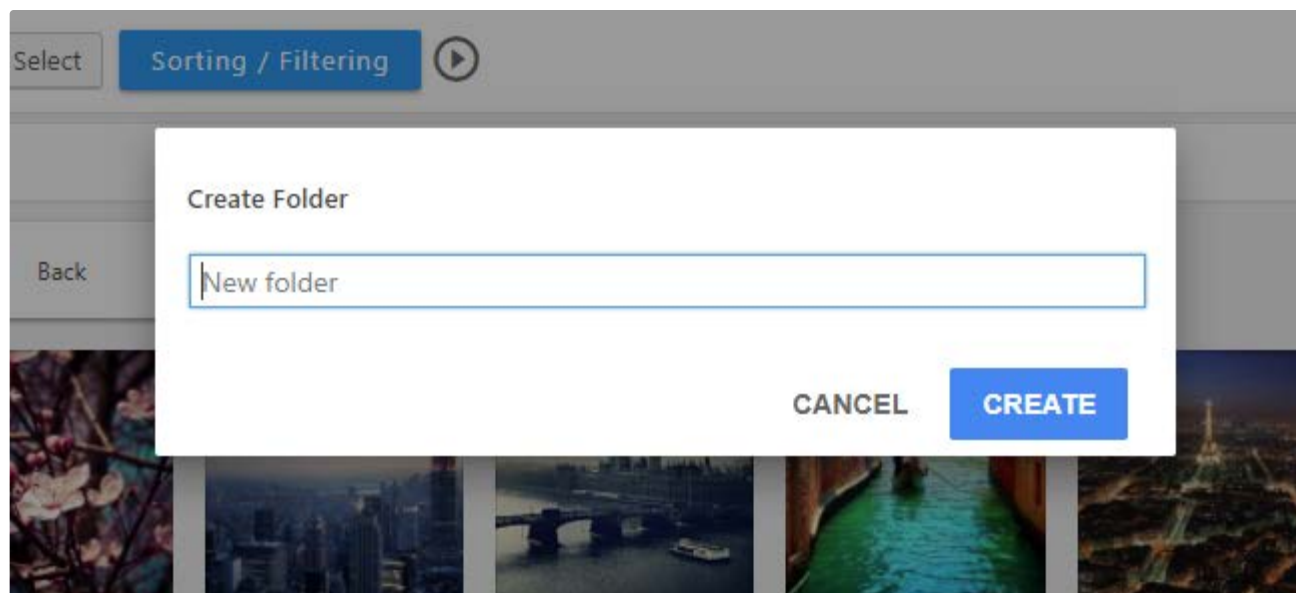 Select
Sorting / Filtering
Create Folder
Back
New folder
CANCEL
CREATE